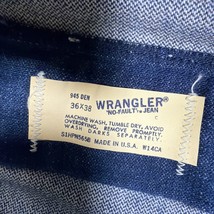 945 DEN
36X38
WRANGLER®
"NO-FAULT"® JEAN
MACHINE WASH, TUMBLE DRY, AVOID
OVERDRYING, REMOVE PROMPTLY,
WASH DARKS SEPARATELY.
MADE IN U.S.A. W14CA